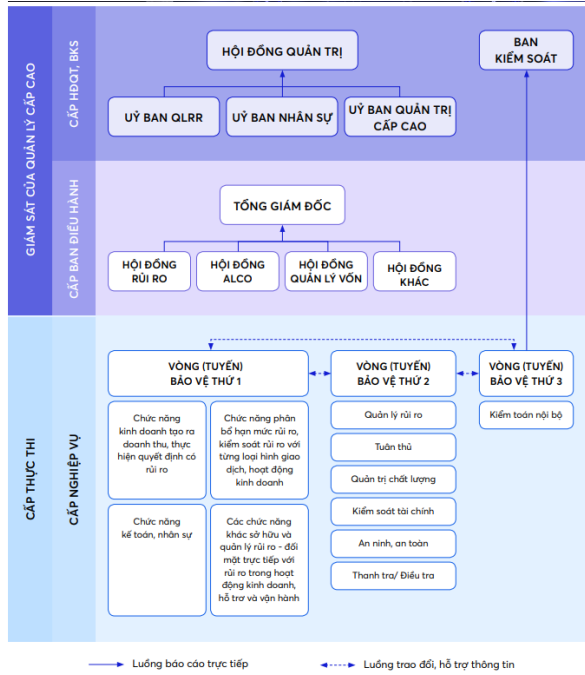 GIÁM SÁT CỦA QUẢN LÝ CẤP CAO
CẤP HĐQT, BKS
HỘI ĐỒNG QUẢN TRỊ
BAN
KIỂM SOÁT
UỶ BAN QLRR
UỶ BAN NHÂN SỰ
UỶ BAN QUẢN TRỊ
CẤP CAO
CẤP BAN ĐIỀU HÀNH
TỔNG GIÁM ĐỐC
HỘI ĐỒNG
RỦI RO
HỘI ĐỒNG
ALCO
HỘI ĐỒNG
QUẢN LÝ VỐN
HỘI ĐỒNG
KHÁC
CẤP THỰC THI
CẤP NGHIỆP VỤ
VÒNG (TUYẾN)
BẢO VỆ THỨ 1
VÒNG (TUYẾN)
BẢO VỆ THỨ 2
VÒNG (TUYẾN)
BẢO VỆ THỨ 3
Chức năng
kinh doanh tạo ra
doanh thu, thực
hiện quyết định có
rủi ro
Chức năng phân
bổ hạn mức rủi ro,
kiểm soát rủi ro với
từng loại hình giao
dịch, hoạt động
kinh doanh
Chức năng
kế toán, nhân sự
Các chức năng
khác sở hữu và
quản lý rủi ro - đối
mặt trực tiếp với
rủi ro trong hoạt
động kinh doanh,
hỗ trợ và vận hành
Quản lý rủi ro
Tuân thủ
Quản trị chất lượng
Kiểm soát tài chính
An ninh, an toàn
Thanh tra/ Điều tra
Kiểm toán nội bộ
Luồng báo cáo trực tiếp
Luồng trao đổi, hỗ trợ thông tin